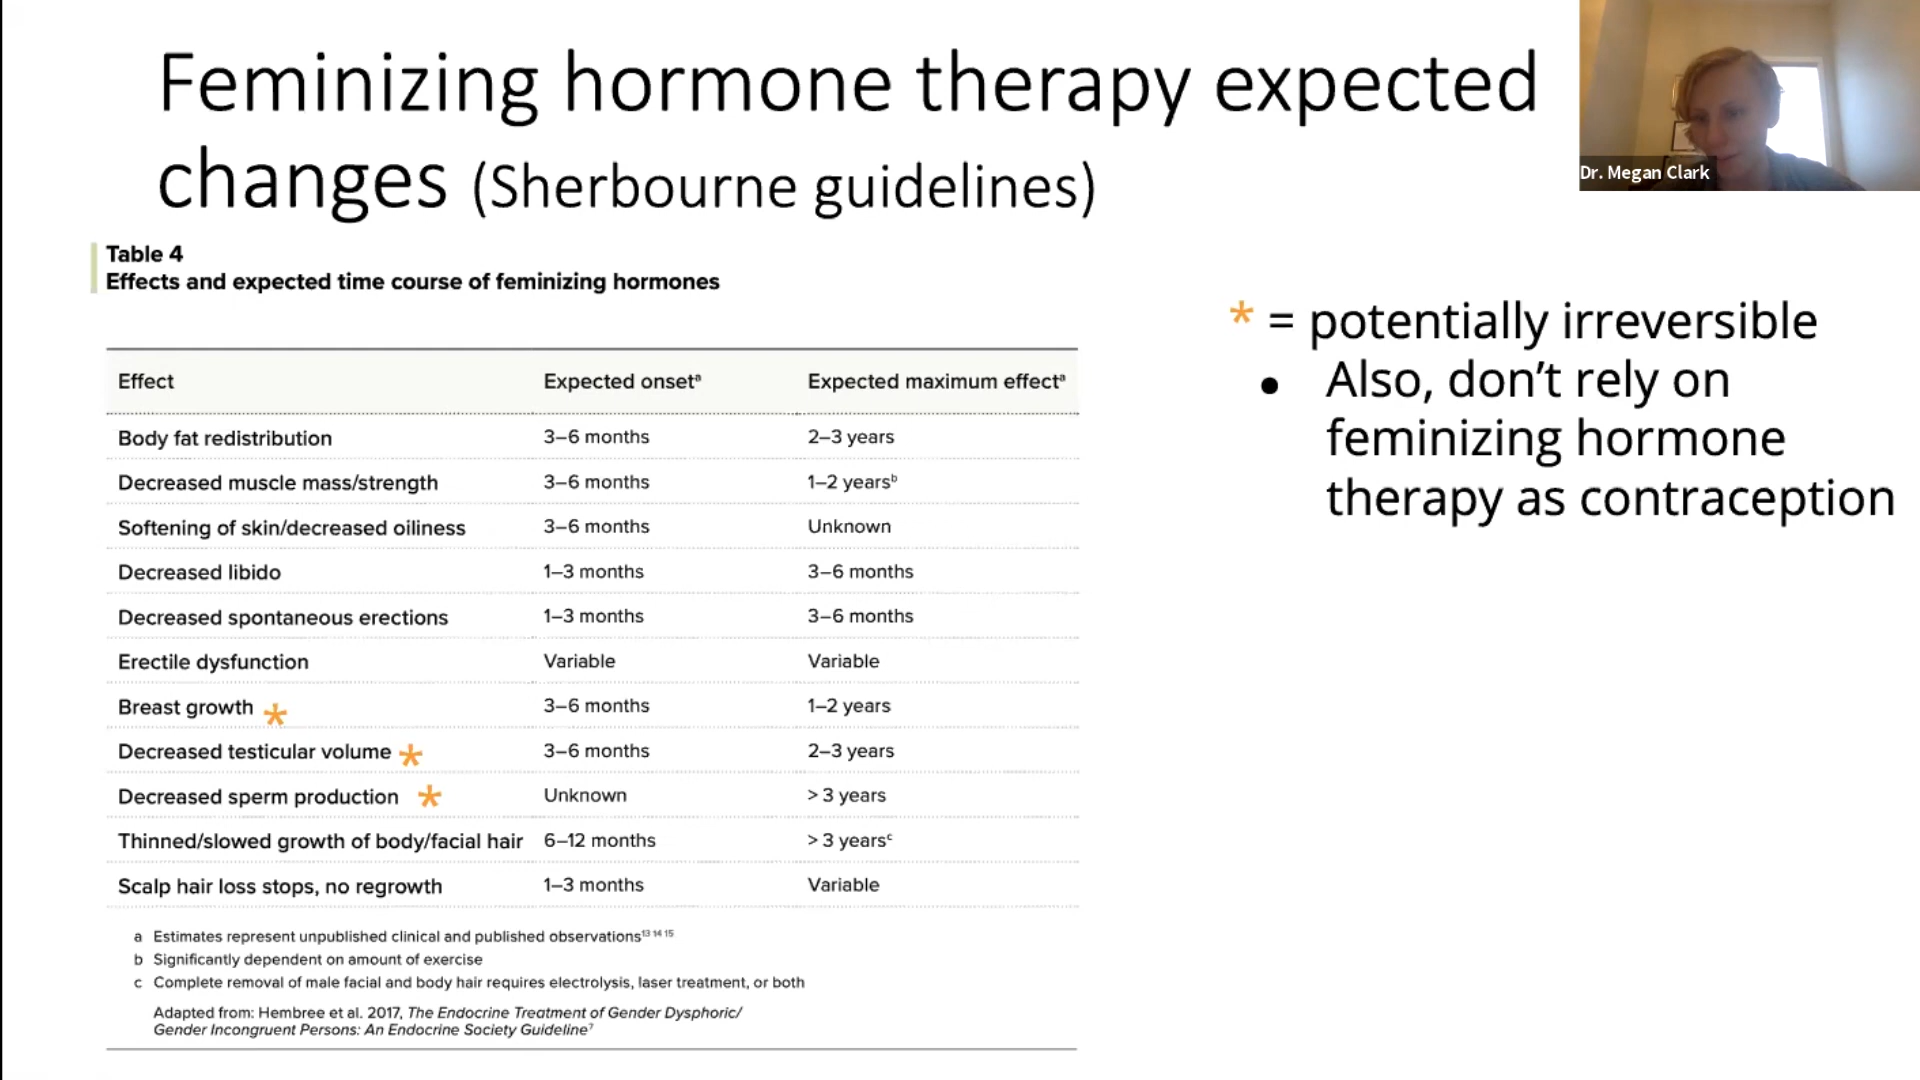 Feminizing hormone therapy expected
changes (Sherbourne guidelines)
Dr. Megan Clark
Table 4
Effects and expected time course of feminizing hormones
Effect Expected onsetᵃ Expected maximum effectᵃ
Body fat redistribution 3–6 months 2–3 years
Decreased muscle mass/strength 3–6 months 1–2 yearsᵇ
Softening of skin/decreased oiliness 3–6 months Unknown
Decreased libido 1–3 months 3–6 months
Decreased spontaneous erections 1–3 months 3–6 months
Erectile dysfunction Variable Variable
Breast growth * 3–6 months 1–2 years
Decreased testicular volume * 3–6 months 2–3 years
Decreased sperm production * Unknown > 3 years
Thinned/slowed growth of body/facial hair 6–12 months > 3 yearsᶜ
Scalp hair loss stops, no regrowth 1–3 months Variable
a Estimates represent unpublished clinical and published observations¹³ ¹⁴ ¹⁵
b Significantly dependent on amount of exercise
c Complete removal of male facial and body hair requires electrolysis, laser treatment, or both
Adapted from: Hembree et al. 2017, The Endocrine Treatment of Gender Dysphoric/
Gender Incongruent Persons: An Endocrine Society Guideline⁷
* = potentially irreversible
• Also, don’t rely on
feminizing hormone
therapy as contraception